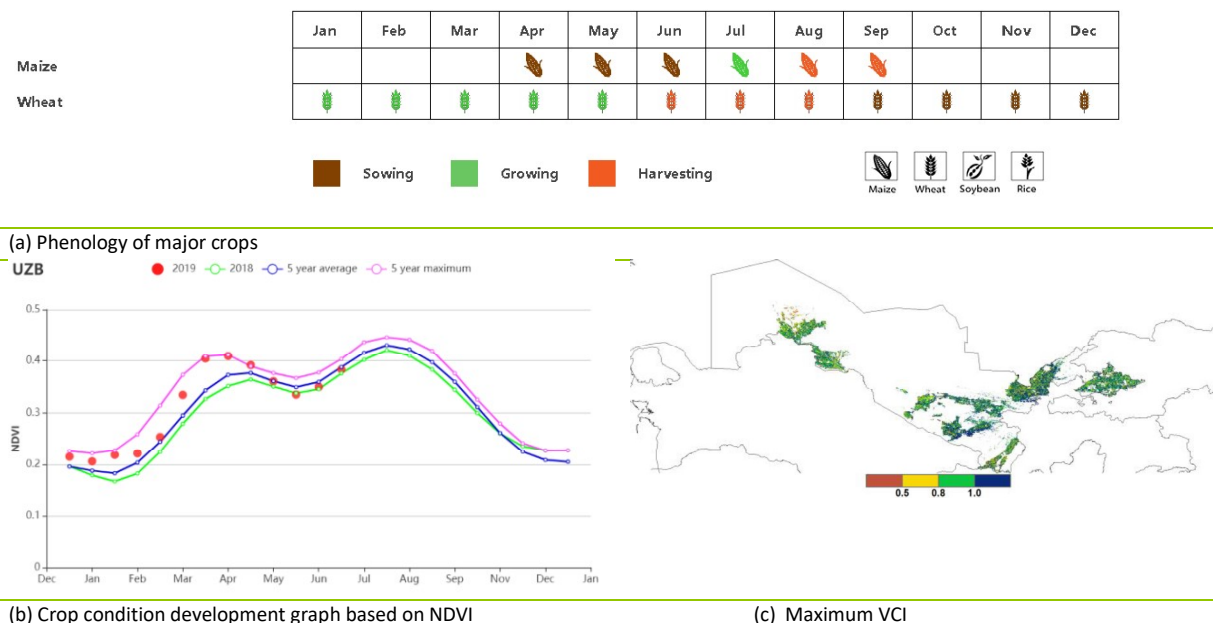 Jan Feb Mar Apr May Jun Jul Aug Sep Oct Nov Dec
Maize
Wheat
Sowing Growing Harvesting
Maize Wheat Soybean Rice
(a) Phenology of major crops
UZB
2019 2018 5 year average 5 year maximum
0.5
0.4
0.3
0.2
0.1
0
NDVI
Dec Jan Feb Mar Apr May Jun Jul Aug Sep Oct Nov Dec Jan
0.5 0.8 1.0
(b) Crop condition development graph based on NDVI
(c) Maximum VCI